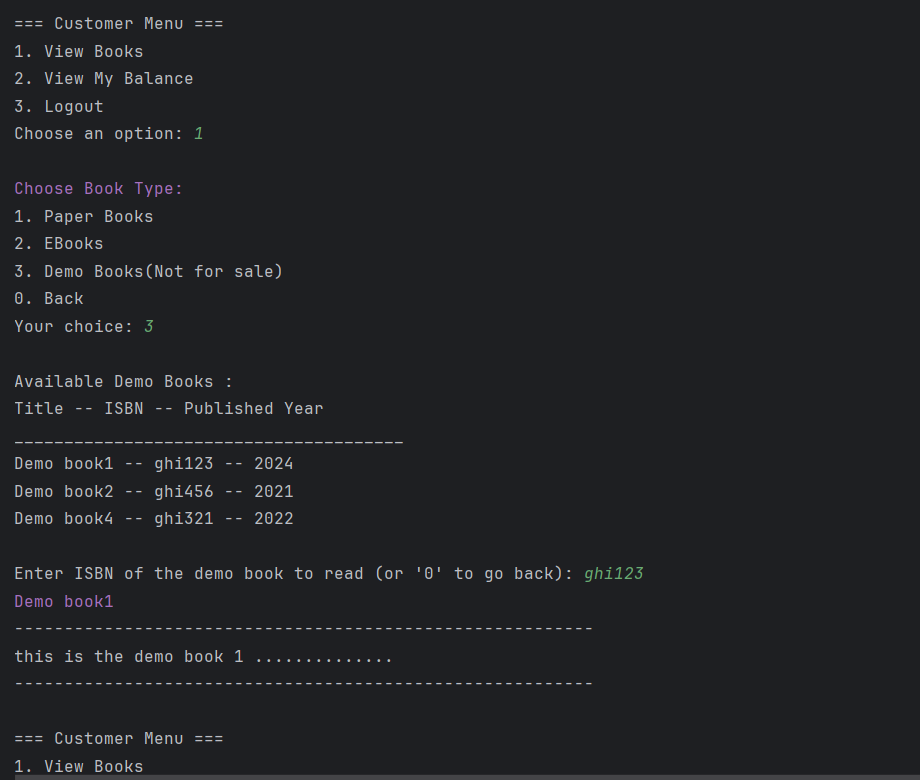 === Customer Menu ===
1. View Books
2. View My Balance
3. Logout
Choose an option: 1
Choose Book Type:
1. Paper Books
2. EBooks
3. Demo Books(Not for sale)
0. Back
Your choice: 3
Available Demo Books :
Title -- ISBN -- Published Year
_______________________________________
Demo book1 -- ghi123 -- 2024
Demo book2 -- ghi456 -- 2021
Demo book4 -- ghi321 -- 2022
Enter ISBN of the demo book to read (or '0' to go back): ghi123
Demo book1
----------------------------------------------------------
this is the demo book 1 ..............
----------------------------------------------------------
=== Customer Menu ===
1. View Books